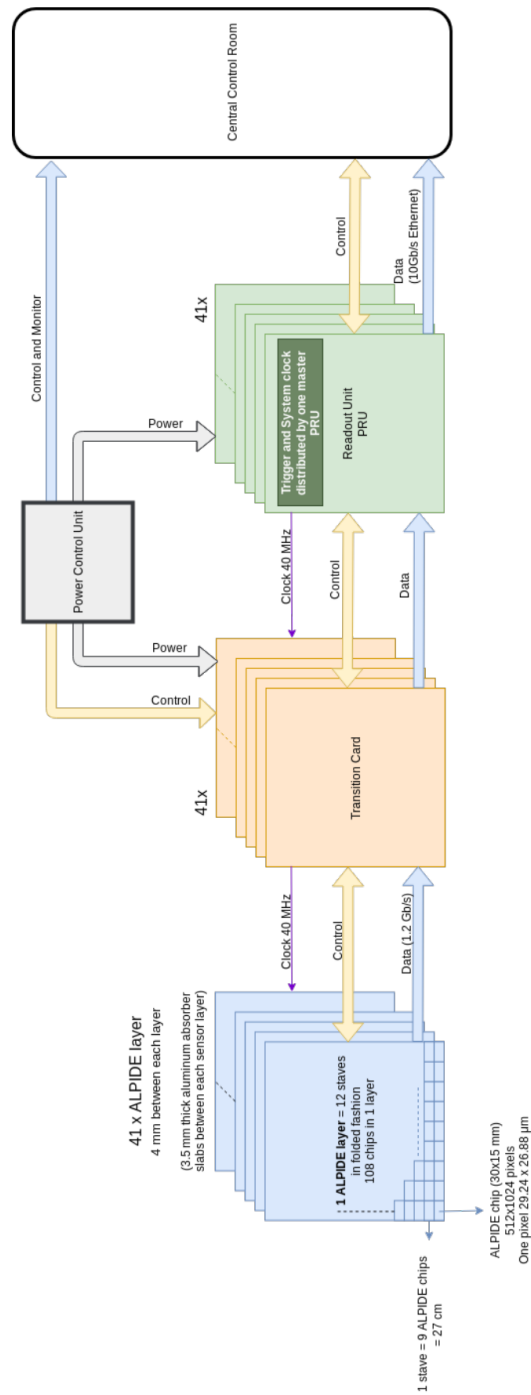 41 x ALPIDE layer
4 mm between each layer
(3.5 mm thick aluminum absorber
slabs between each sensor layer)
1 ALPIDE layer = 12 staves
in folded fashion
108 chips in 1 layer
1 stave = 9 ALPIDE chips
= 27 cm
ALPIDE chip (30x15 mm)
512x1024 pixels
One pixel 29.24 x 26.88 µm
Clock 40 MHz
Control
Data (1.2 Gb/s)
41x
Transition Card
Control
Power
Power Control Unit
Power
Control and Monitor
Clock 40 MHz
Control
Data
41x
Trigger and System clock
distributed by one master
PRU
Readout Unit
PRU
Control
Data
(10Gb/s Ethernet)
Central Control Room